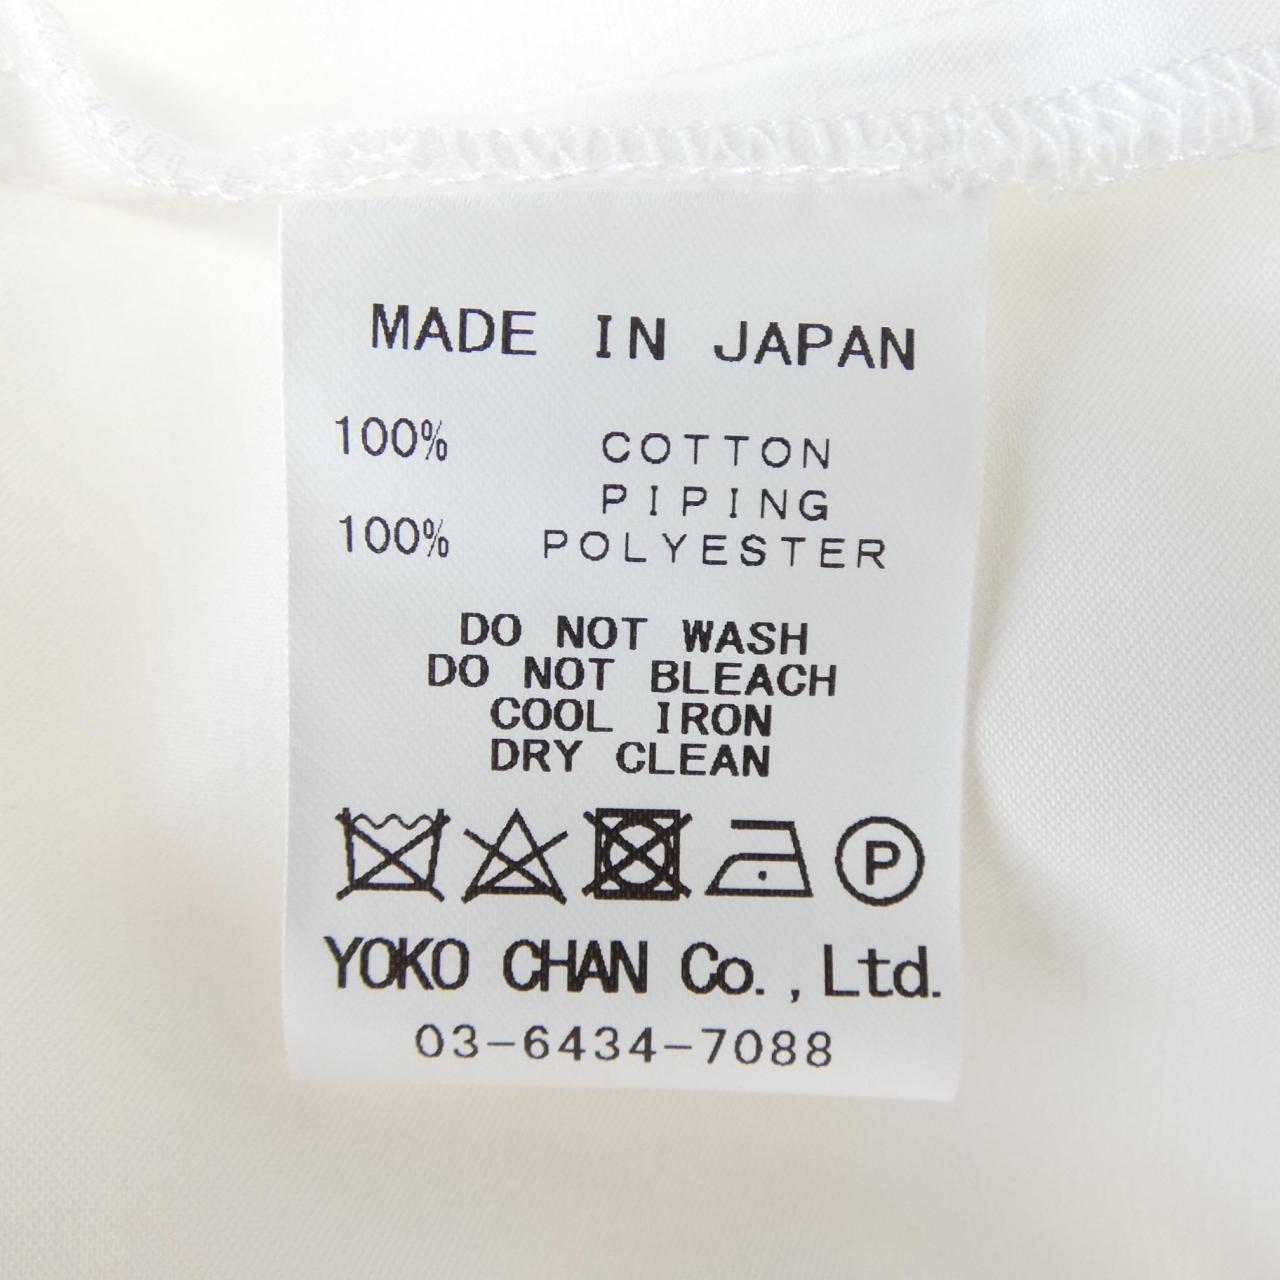 MADE IN JAPAN
100% COTTON
PIPING
100% POLYESTER
DO NOT WASH
DO NOT BLEACH
COOL IRON
DRY CLEAN
P
YOKO CHAN Co., Ltd.
03-6434-7088